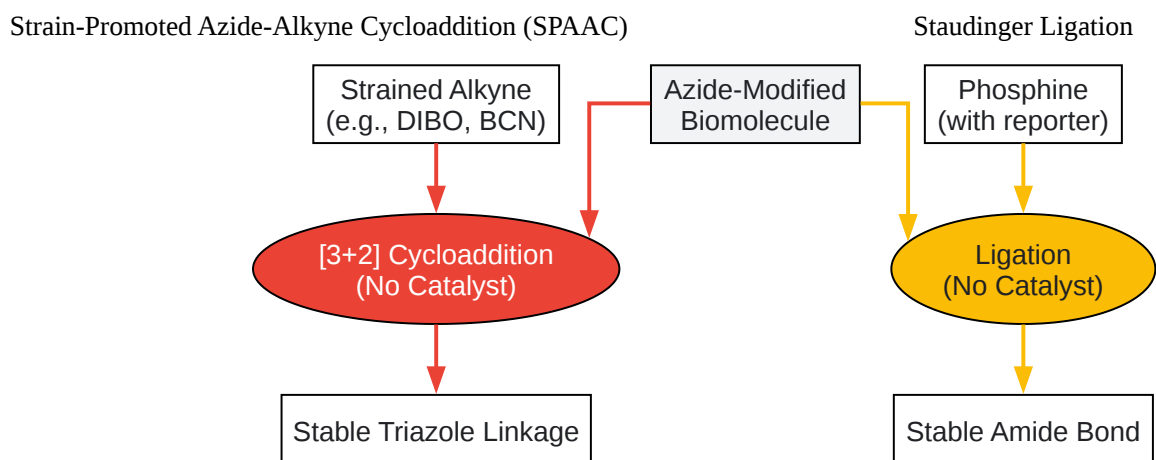 Strain-Promoted Azide-Alkyne Cycloaddition (SPAAC)
Staudinger Ligation
Strained Alkyne
(e.g., DIBO, BCN)
Azide-Modified
Biomolecule
Phosphine
(with reporter)
[3+2] Cycloaddition
(No Catalyst)
Ligation
(No Catalyst)
Stable Triazole Linkage
Stable Amide Bond